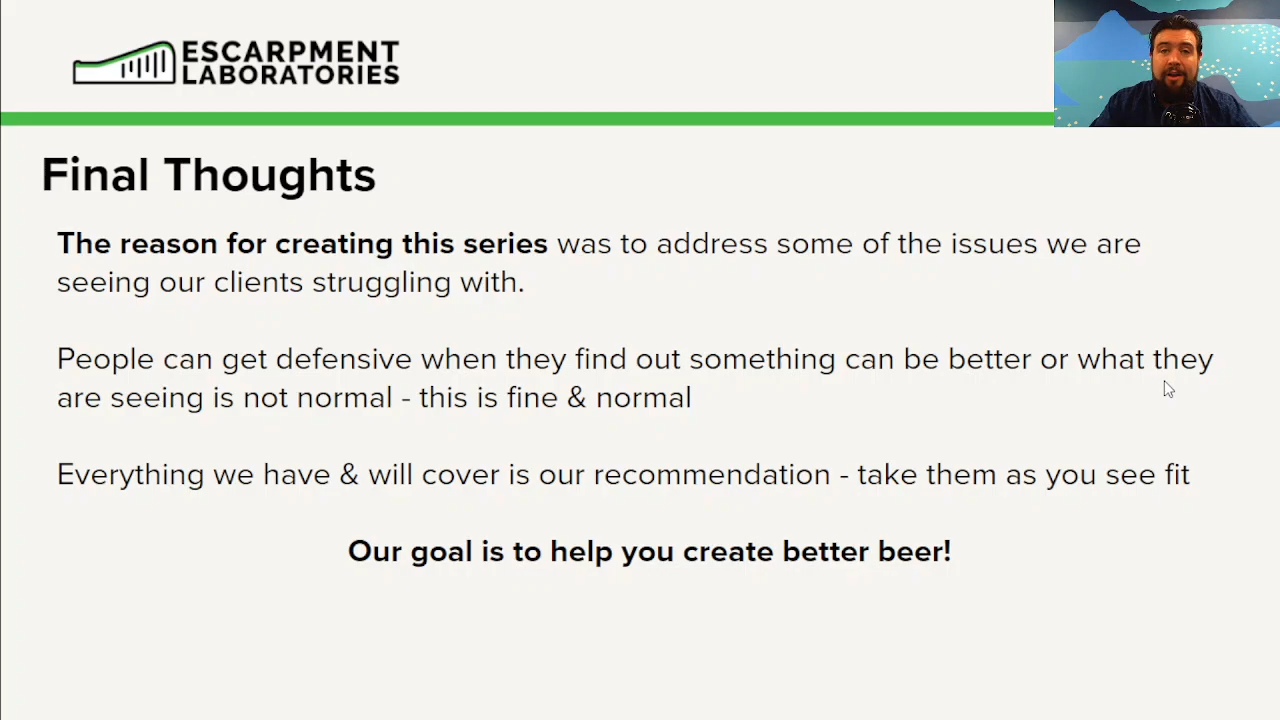 ESCARPMENT
LABORATORIES
Final Thoughts
The reason for creating this series was to address some of the issues we are
seeing our clients struggling with.
People can get defensive when they find out something can be better or what they
are seeing is not normal - this is fine & normal
Everything we have & will cover is our recommendation - take them as you see fit
Our goal is to help you create better beer!